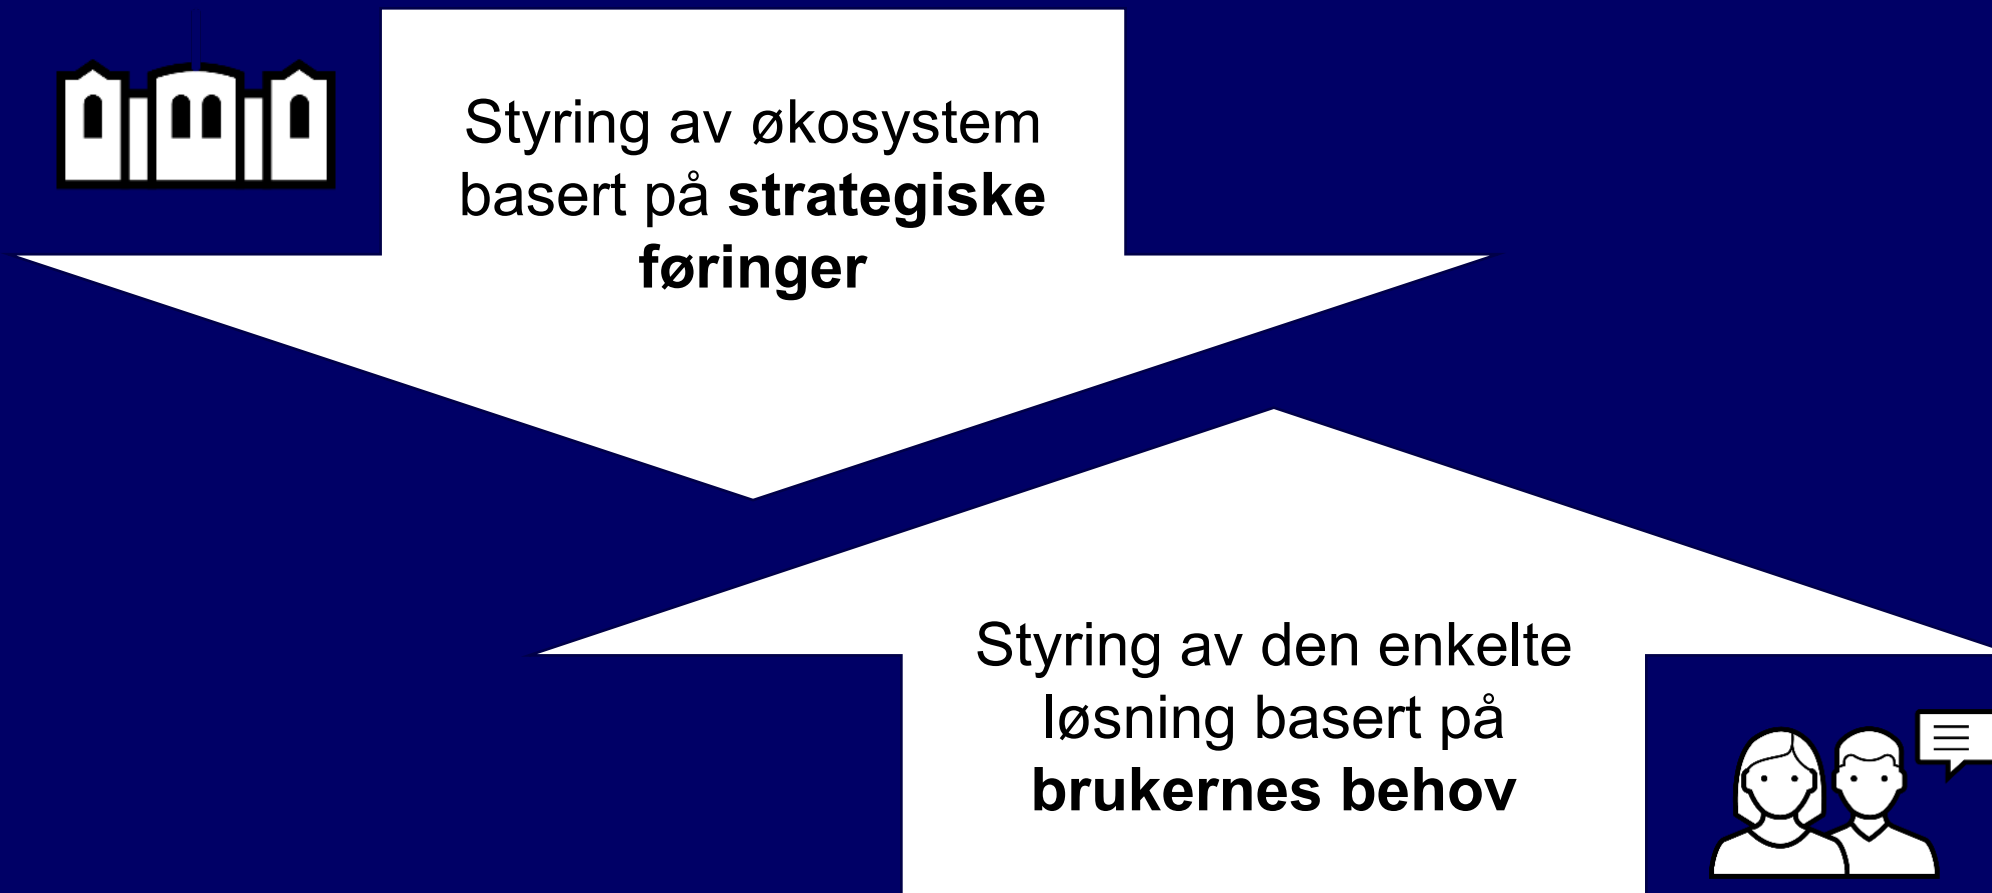 Styring av økosystem
basert på strategiske
føringer
Styring av den enkelte
løsning basert på
brukernes behov